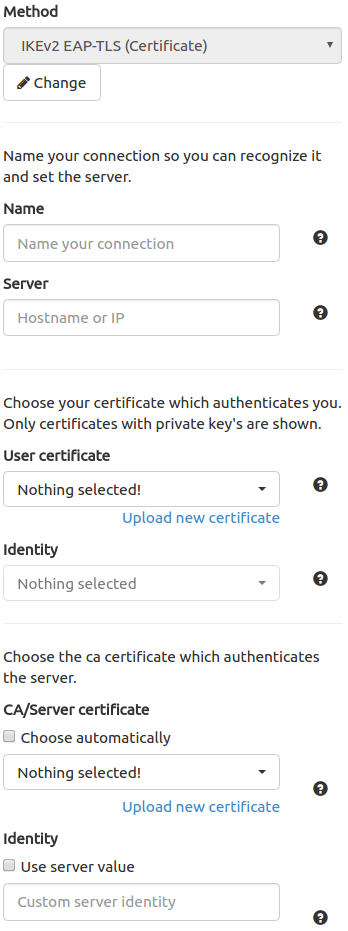 Method
IKEv2 EAP-TLS (Certificate)
Change
Name your connection so you can recognize it
and set the server.
Name
Name your connection
Server
Hostname or IP
Choose your certificate which authenticates you.
Only certificates with private key's are shown.
User certificate
Nothing selected!
Upload new certificate
Identity
Nothing selected
Choose the ca certificate which authenticates
the server.
CA/Server certificate
Choose automatically
Nothing selected!
Upload new certificate
Identity
Use server value
Custom server identity